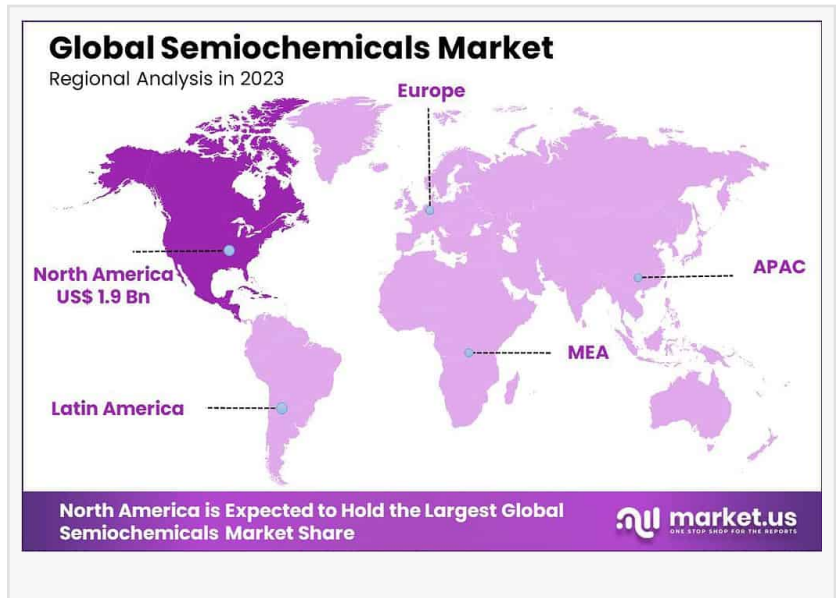 Global Semiochemicals Market
Regional Analysis in 2023
Europe
North America
US$ 1.9 Bn
APAC
MEA
Latin America
North America is Expected to Hold the Largest Global
Semiochemicals Market Share
market.us
ONE STOP SHOP FOR THE REPORTS